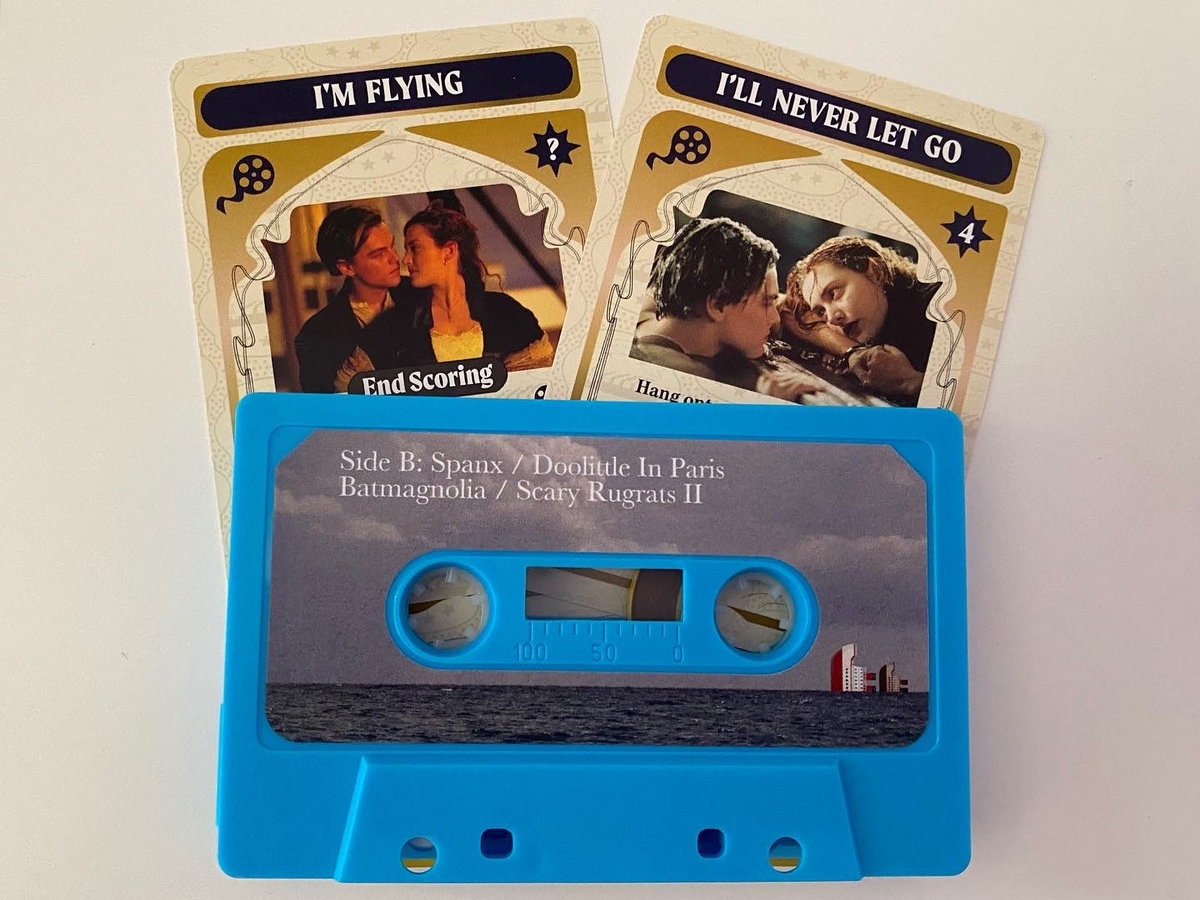 I'M FLYING
?
End Scoring
I'LL NEVER LET GO
4
Hang
Side B: Spanx / Doolittle In Paris
Batmagnolia / Scary Rugrats II
100 50 0